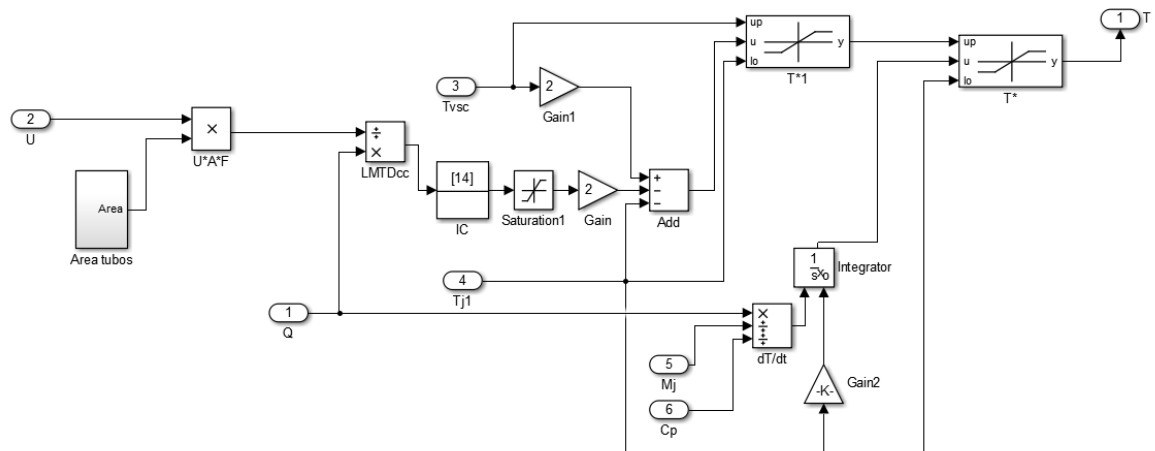 1
T
up
u
lo
y
T*1
up
u
lo
y
T*
3
Tvsc
2
Gain1
2
U
×
U*A*F
÷
×
LMTDcc
[14]
IC
Saturation1
2
Gain
+
−
−
Add
Area
Area tubos
4
Tj1
1
s
xo
Integrator
1
Q
×
÷
÷
dT/dt
5
Mj
-K-
Gain2
6
Cp